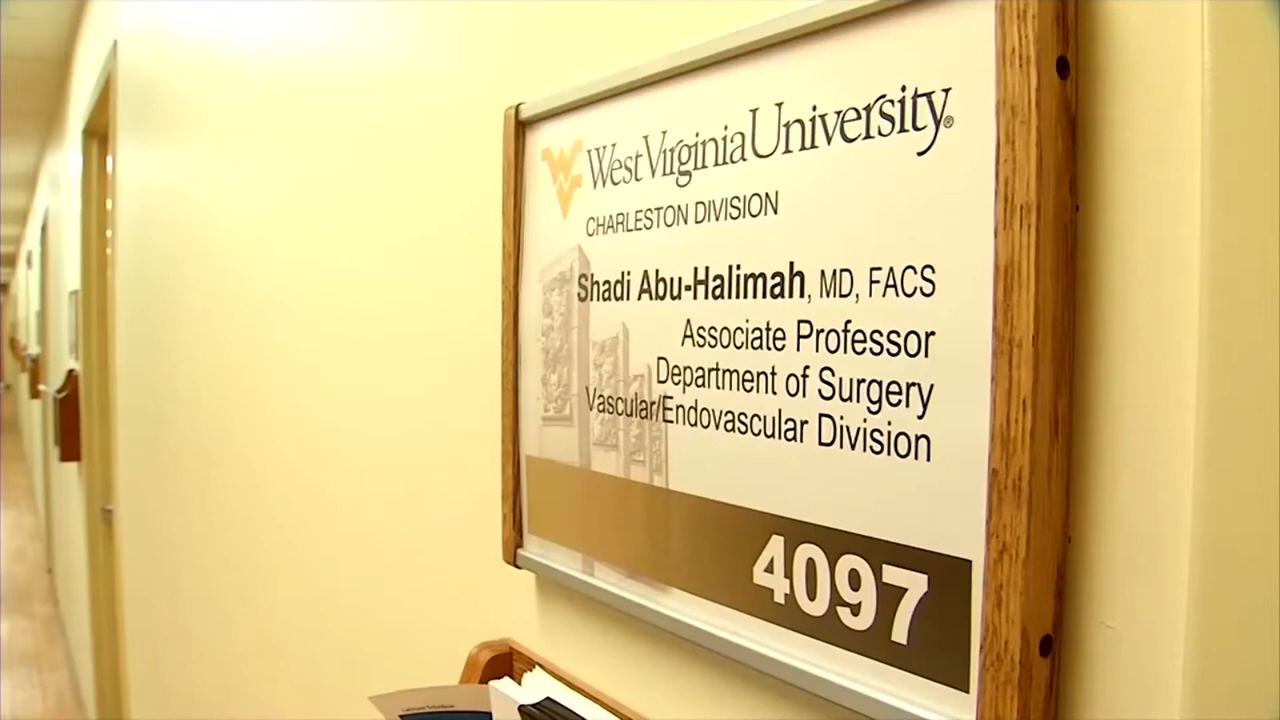 West Virginia University®
CHARLESTON DIVISION
Shadi Abu-Halimah, MD, FACS
Associate Professor
Department of Surgery
Vascular/Endovascular Division
4097